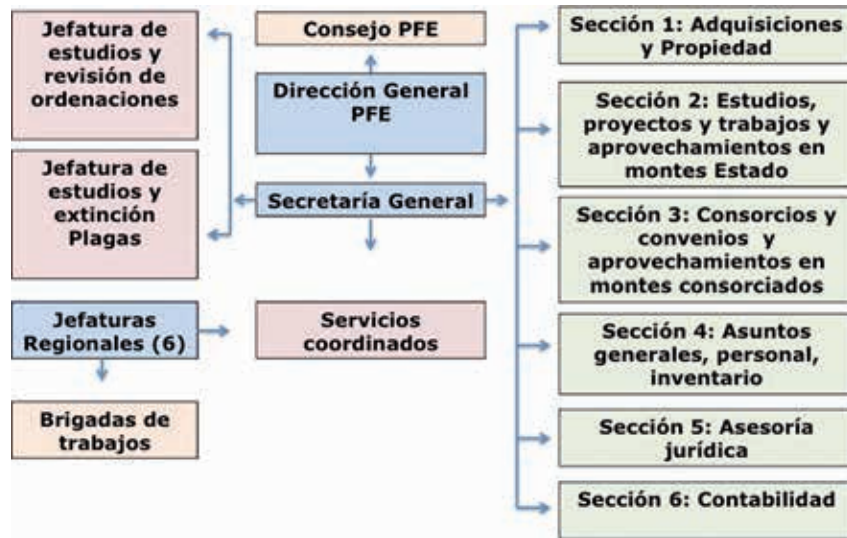 Jefatura de
estudios y
revisión de
ordenaciones
Jefatura de
estudios y
extinción
Plagas
Jefaturas
Regionales (6)
Brigadas de
trabajos
Consejo PFE
Dirección General
PFE
Secretaría General
Servicios
coordinados
Sección 1: Adquisiciones
y Propiedad
Sección 2: Estudios,
proyectos y trabajos y
aprovechamientos en
montes Estado
Sección 3: Consorcios y
convenios y
aprovechamientos en
montes consorciados
Sección 4: Asuntos
generales, personal,
inventario
Sección 5: Asesoría
jurídica
Sección 6: Contabilidad